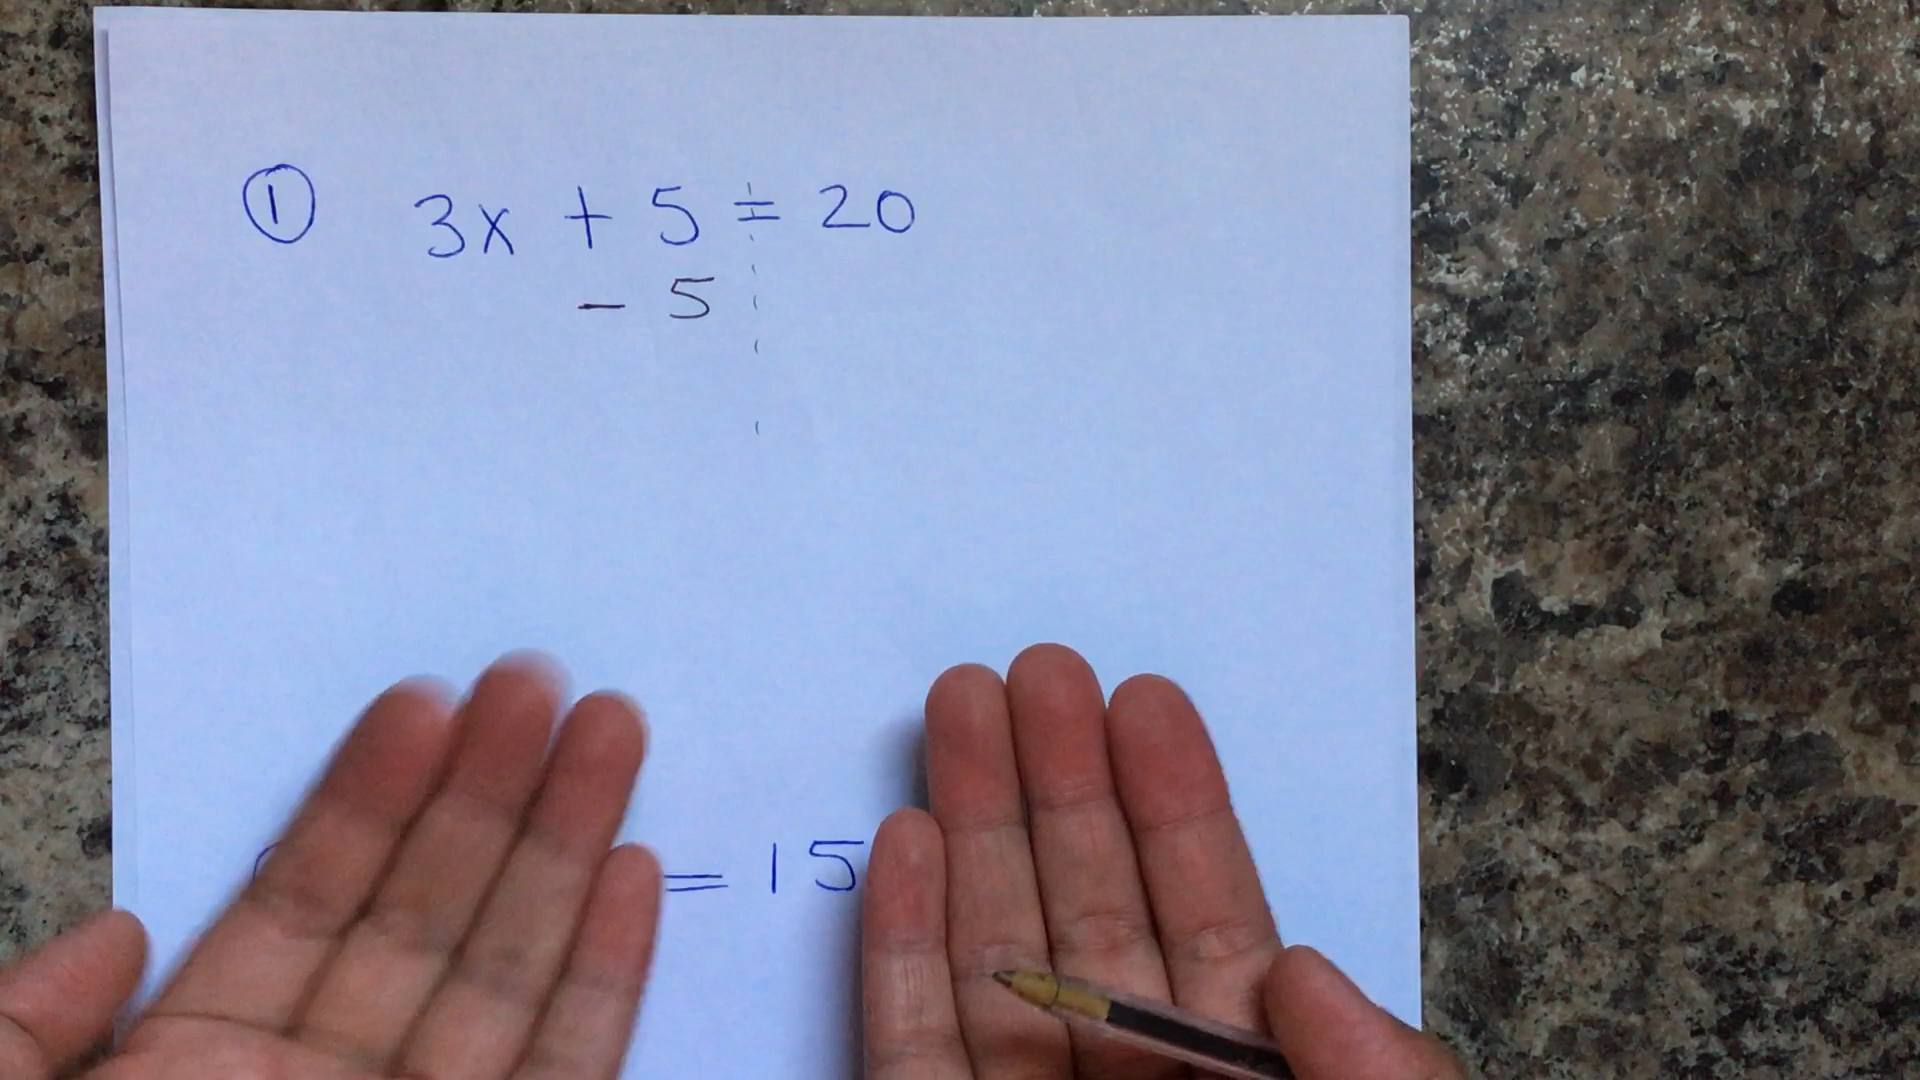 ① 3x + 5 = 20
- 5
= 15